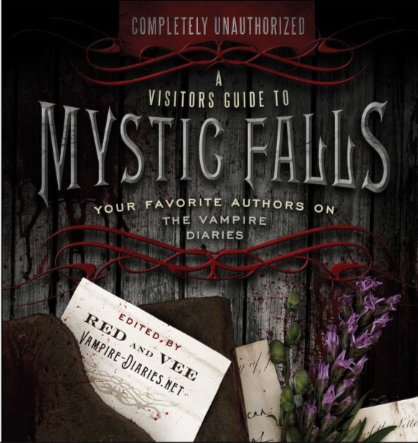 COMPLETELY UNAUTHORIZED
A
VISITORS GUIDE TO
MYSTIC FALLS
YOUR FAVORITE AUTHORS ON
THE VAMPIRE
DIARIES
EDITED BY
RED AND VEE
VAMPIRE-DIARIES.NET